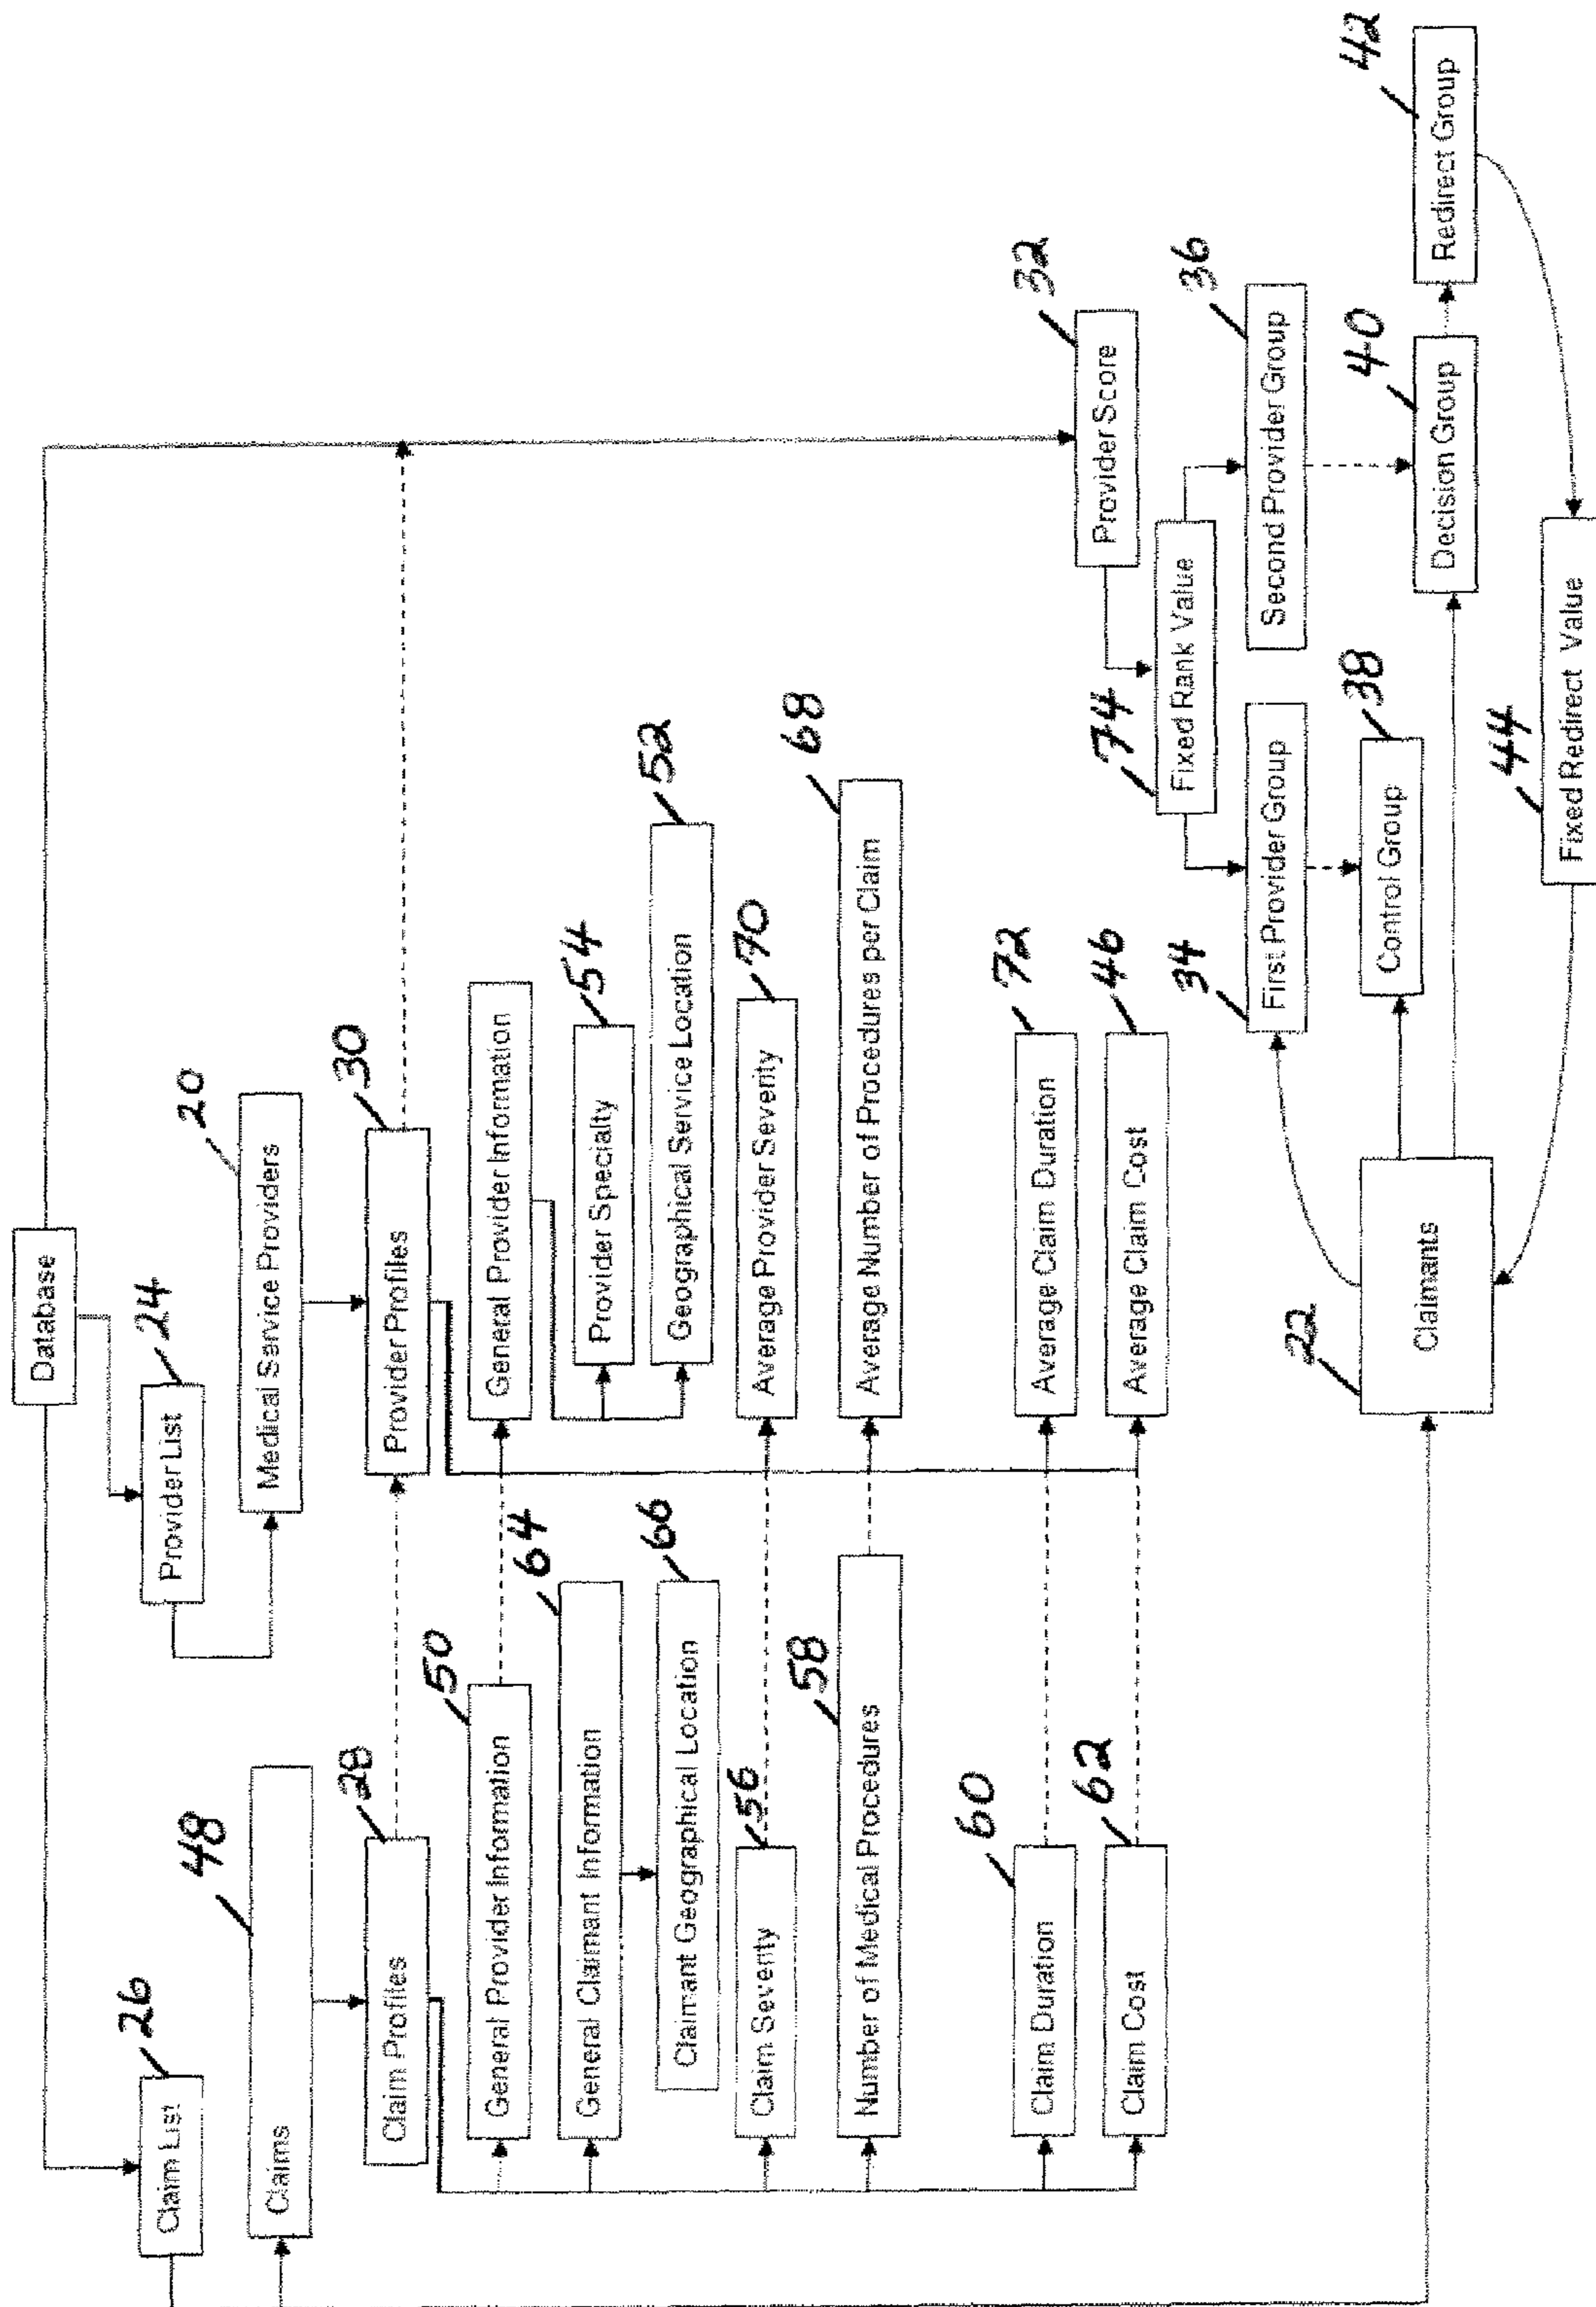 Database
Claim List
26
Provider List
24
Claims
48
Medical Service Providers
20
Claim Profiles
28
Provider Profiles
30
General Provider Information
50
General Provider Information
General Claimant Information
64
Provider Specialty
54
Claimant Geographical Location
66
Geographical Service Location
52
Claim Severity
56
Average Provider Severity
70
Number of Medical Procedures
58
Average Number of Procedures per Claim
68
Claim Duration
60
Average Claim Duration
72
Claim Cost
62
Average Claim Cost
46
Provider Score
32
Fixed Rank Value
74
First Provider Group
34
Second Provider Group
36
Claimants
22
Control Group
38
Decision Group
40
Redirect Group
42
Fixed Redirect Value
44